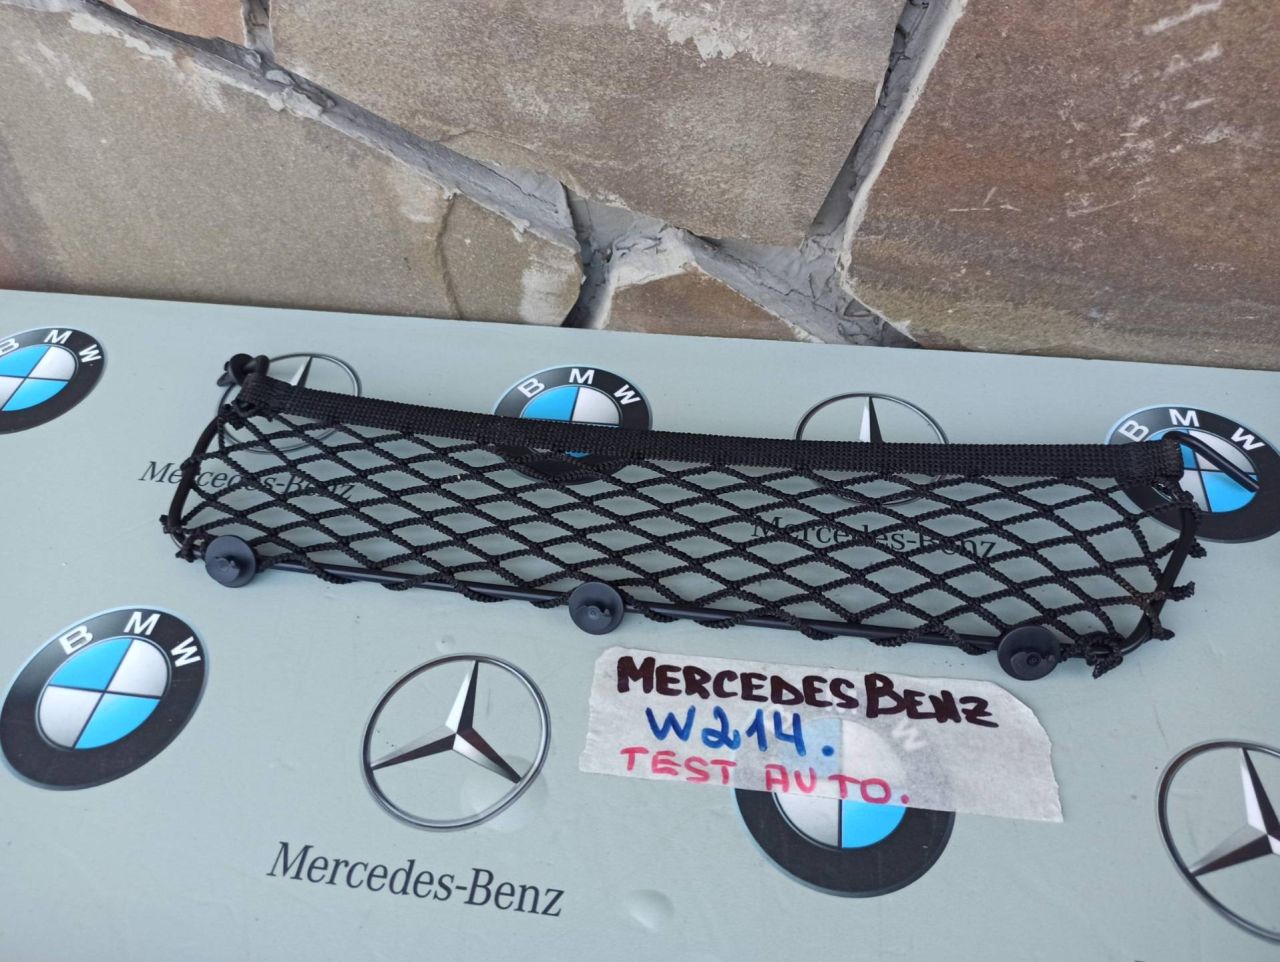 BMW
BMW
BMW
Mercedes-Benz
Mercedes-Benz
BMW
MERCEDES BENZ
W214.
TEST AUTO.
W
Mercedes-Benz